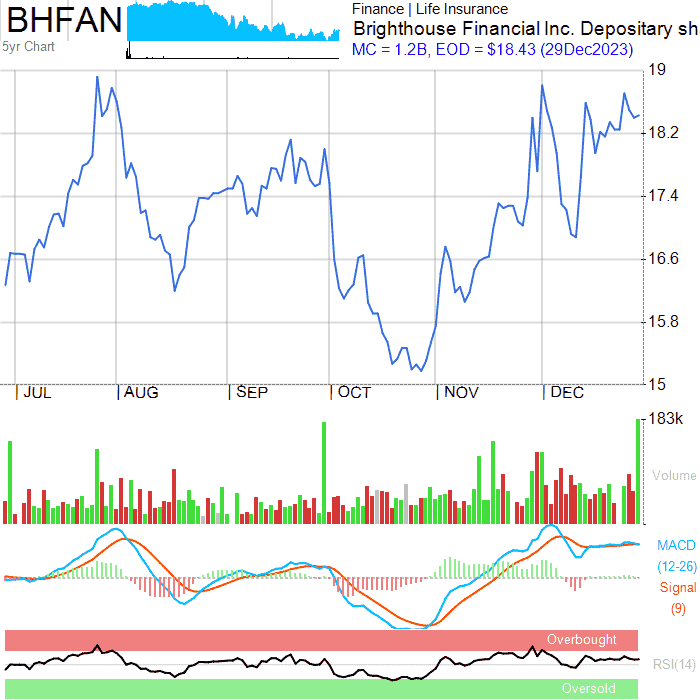 BHFAN
5yr Chart
Finance | Life Insurance
Brighthouse Financial Inc. Depositary sh
MC = 1.2B, EOD = $18.43 (29Dec2023)
19
18.2
17.4
16.6
15.8
15
JUL AUG SEP OCT NOV DEC
183k
Volume
MACD
(12-26)
Signal
(9)
Overbought
RSI(14)
Oversold